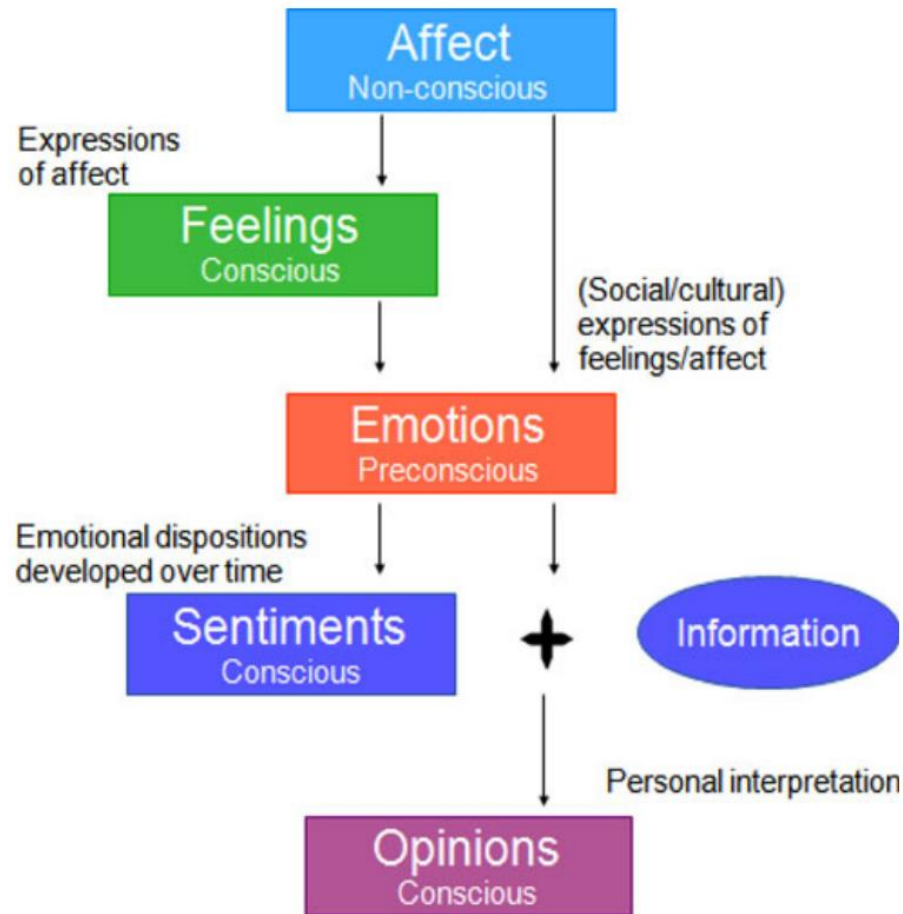 Affect
Non-conscious
Expressions
of affect
Feelings
Conscious
(Social/cultural)
expressions of
feelings/affect
Emotions
Preconscious
Emotional dispositions
developed over time
Sentiments
Conscious
Information
Personal interpretation
Opinions
Conscious